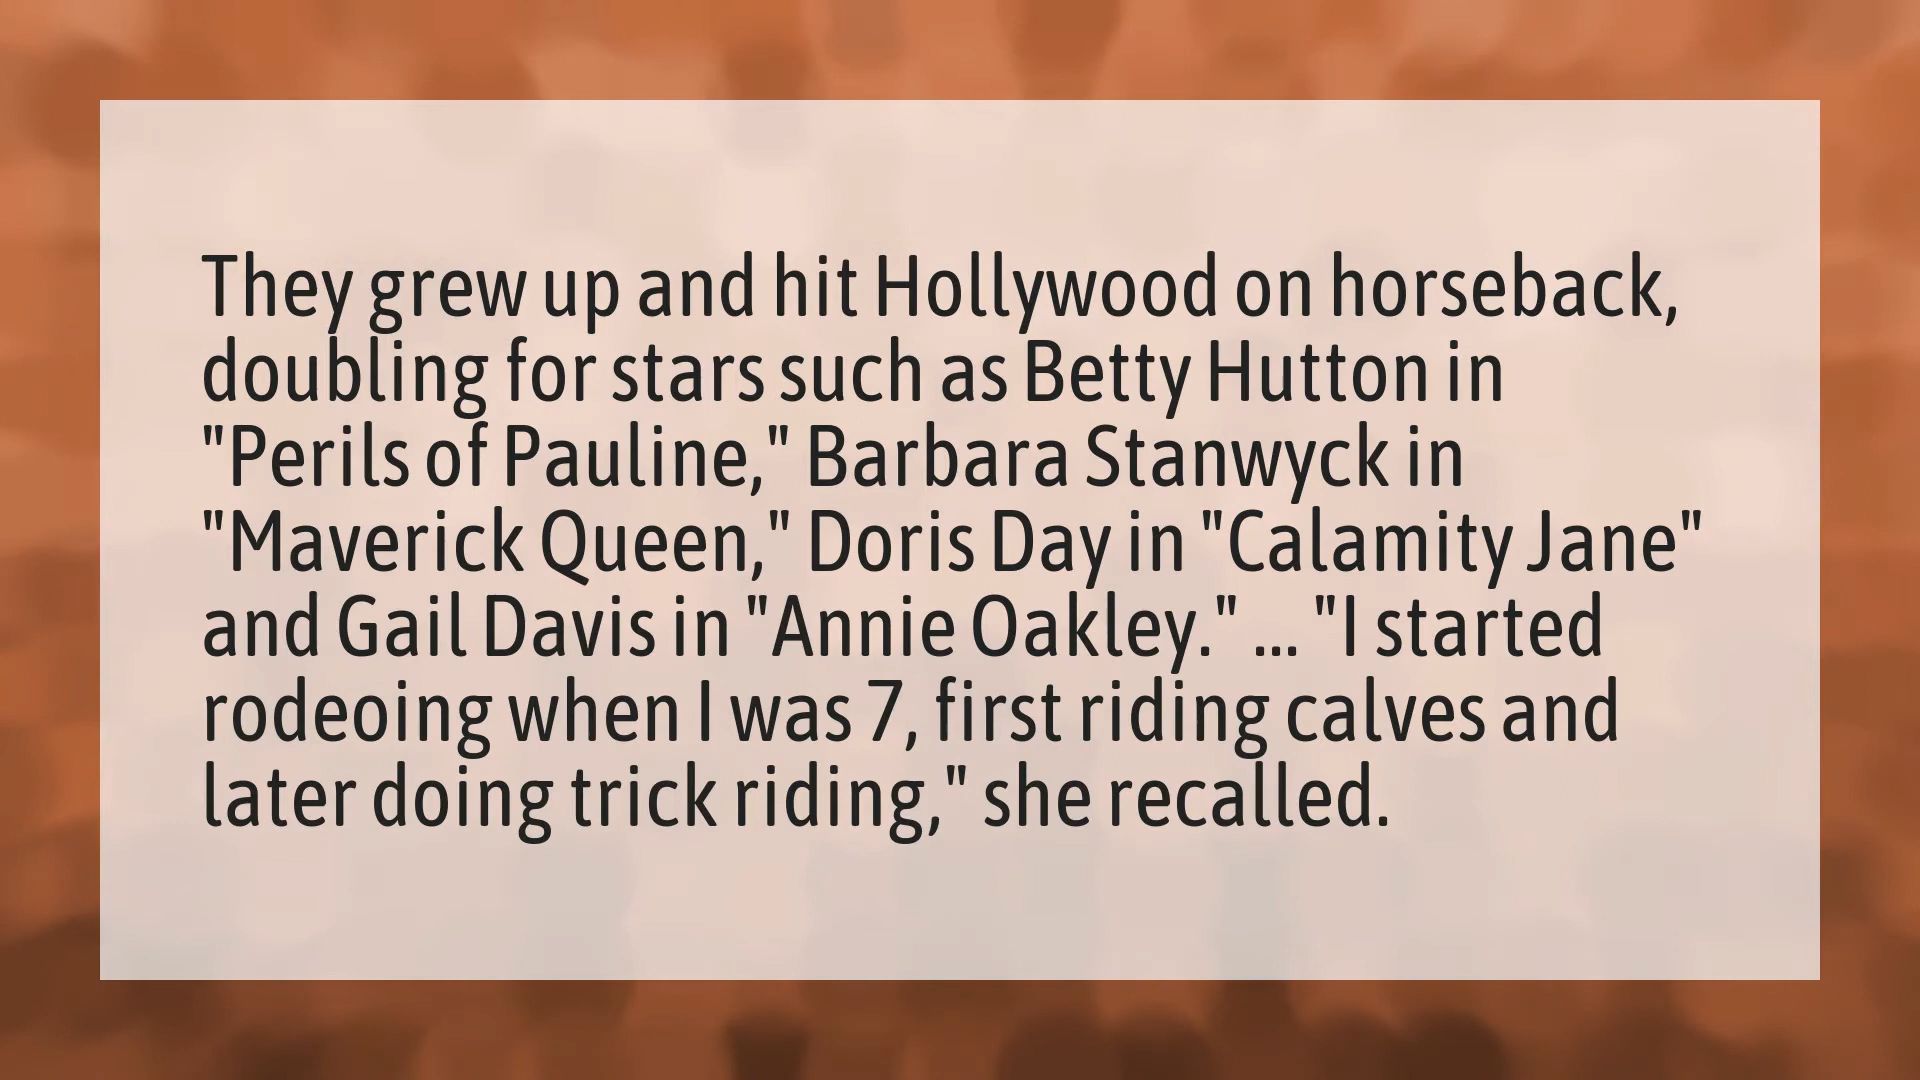 They grew up and hit Hollywood on horseback,
doubling for stars such as Betty Hutton in
"Perils of Pauline," Barbara Stanwyck in
"Maverick Queen," Doris Day in "Calamity Jane"
and Gail Davis in "Annie Oakley." ... "I started
rodeoing when I was 7, first riding calves and
later doing trick riding," she recalled.